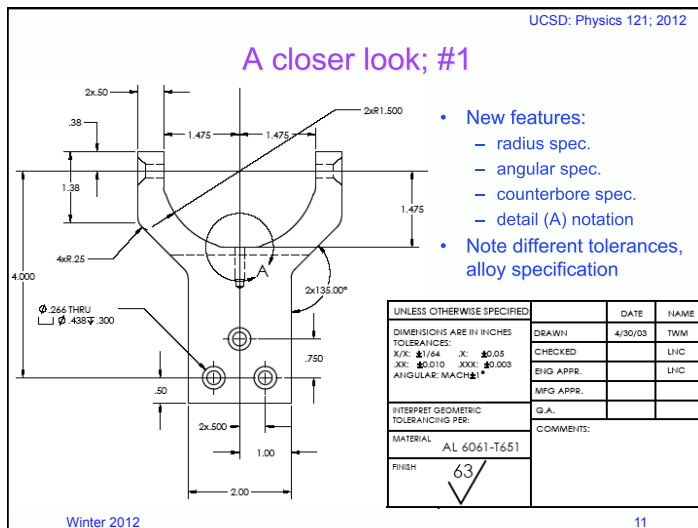 UCSD: Physics 121; 2012
A closer look; #1
2x.50
.38
1.475
1.475
2xR1.500
1.38
1.475
4xR.25
4.000
A
2x135.00°
Ø.266 THRU
⌴ Ø.438↧.300
.750
.50
2x.500
1.00
2.00
• New features:
– radius spec.
– angular spec.
– counterbore spec.
– detail (A) notation
• Note different tolerances,
alloy specification
UNLESS OTHERWISE SPECIFIED
DIMENSIONS ARE IN INCHES
TOLERANCES:
X/X: ±1/64 .X: ±0.05
.XX: ±0.010 .XXX: ±0.003
ANGULAR: MACH±1°
INTERPRET GEOMETRIC
TOLERANCING PER:
MATERIAL
AL 6061-T651
FINISH
63
DATE NAME
DRAWN 4/30/03 TWM
CHECKED LNC
ENG APPR. LNC
MFG APPR.
Q.A.
COMMENTS:
Winter 2012
11